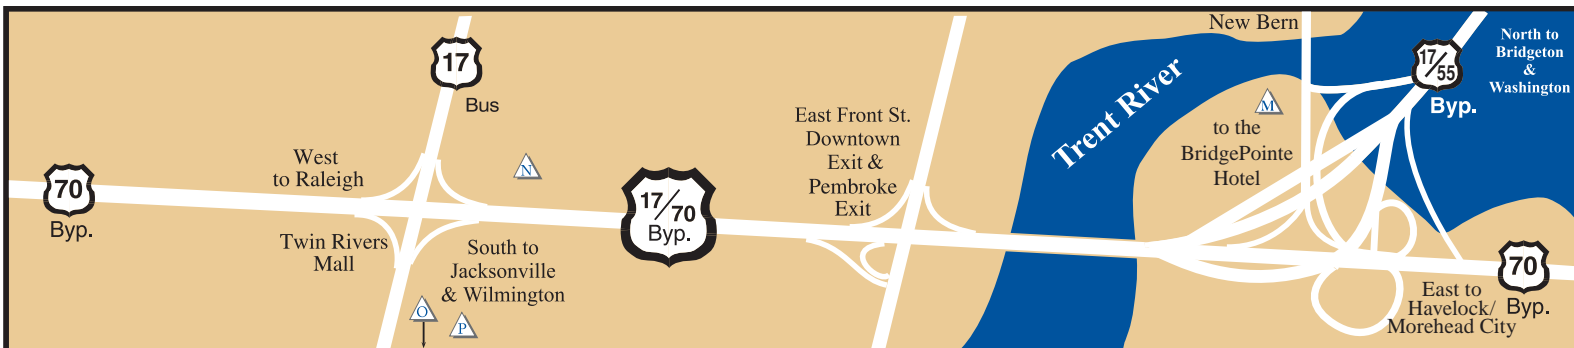 70
Byp.
West
to Raleigh
Twin Rivers
Mall
17
Bus
N
South to
Jacksonville
& Wilmington
O
P
17/70
Byp.
East Front St.
Downtown
Exit &
Pembroke
Exit
Trent River
New Bern
M
to the
BridgePointe
Hotel
17/55
Byp.
North to
Bridgeton
&
Washington
70
Byp.
East to
Havelock/
Morehead City